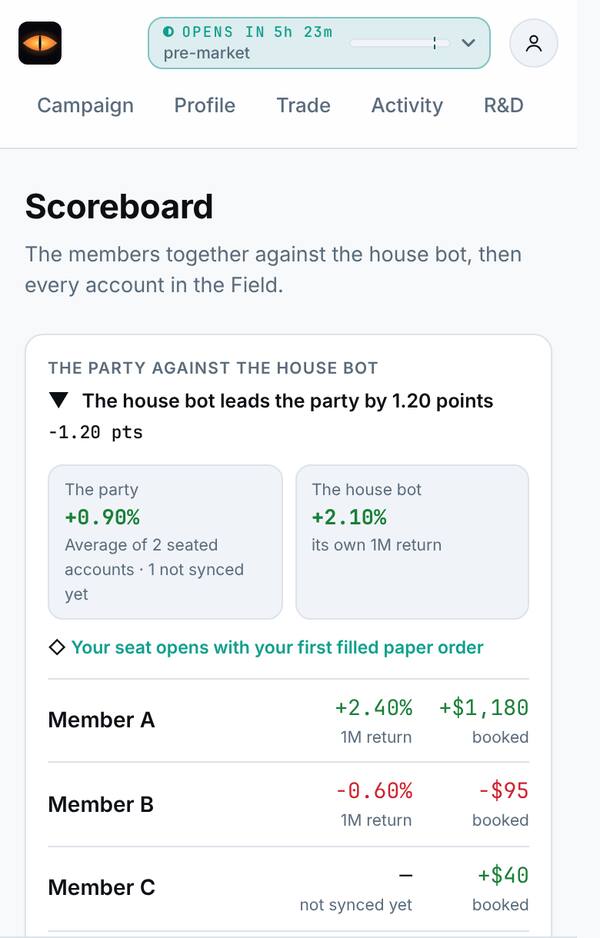 OPENS IN 5h 23m
pre-market
Campaign Profile Trade Activity R&D
Scoreboard
The members together against the house bot, then
every account in the Field.
THE PARTY AGAINST THE HOUSE BOT
▼ The house bot leads the party by 1.20 points
-1.20 pts
The party
+0.90%
Average of 2 seated
accounts · 1 not synced
yet
The house bot
+2.10%
its own 1M return
◇ Your seat opens with your first filled paper order
Member A +2.40% +$1,180
1M return booked
Member B -0.60% -$95
1M return booked
Member C — +$40
not synced yet booked